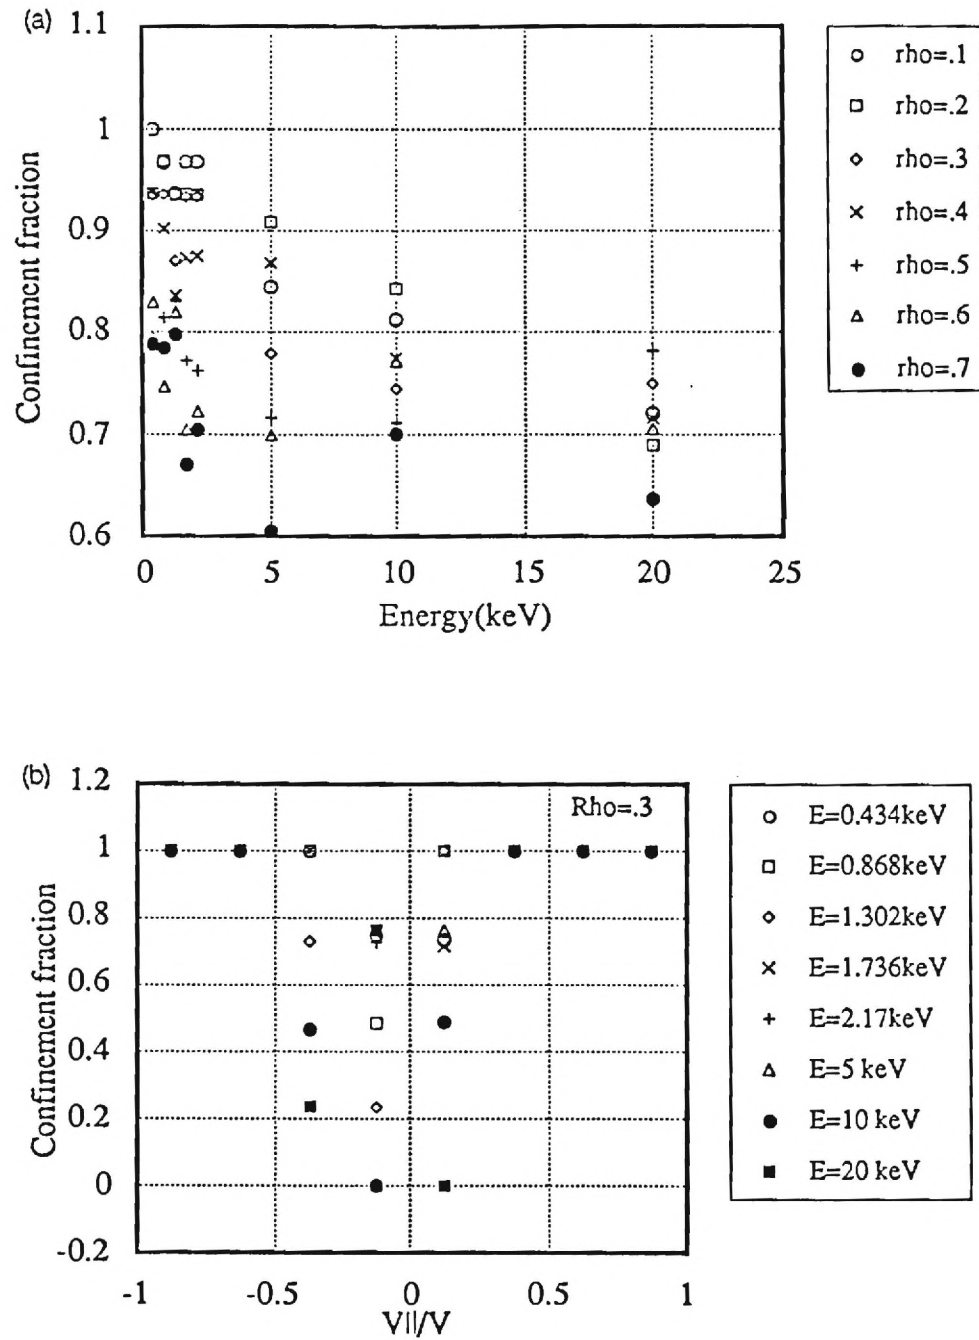 (a)
1.1
1
0.9
0.8
0.7
0.6
Confinement fraction
0 5 10 15 20 25
Energy(keV)
rho=.1
rho=.2
rho=.3
rho=.4
rho=.5
rho=.6
rho=.7
(b)
1.2
1
0.8
0.6
0.4
0.2
0
-0.2
Confinement fraction
Rho=.3
-1 -0.5 0 0.5 1
V||/V
E=0.434keV
E=0.868keV
E=1.302keV
E=1.736keV
E=2.17keV
E=5 keV
E=10 keV
E=20 keV